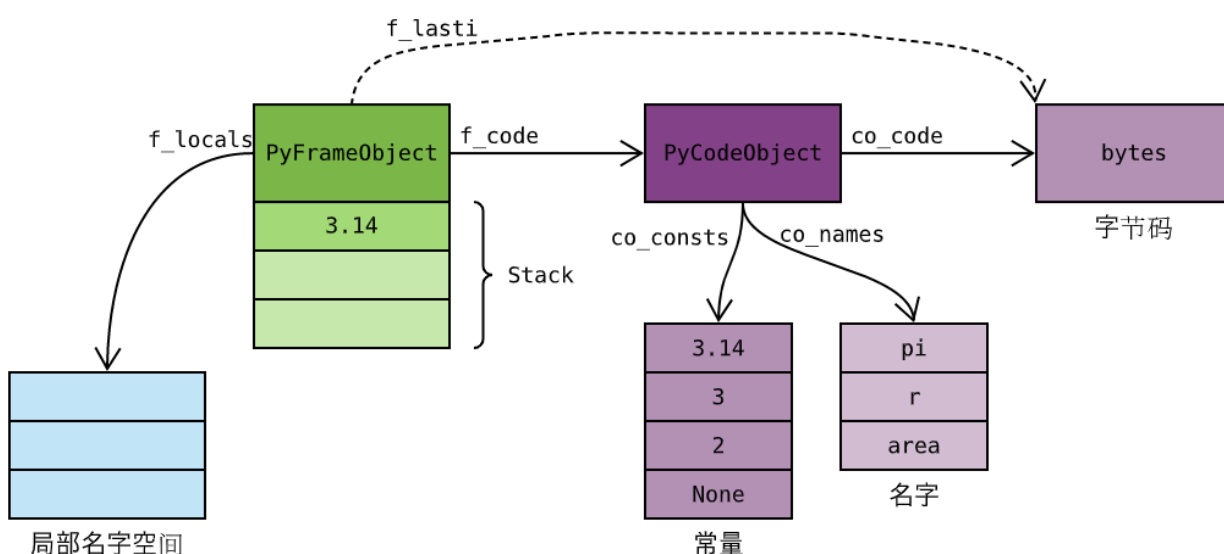 f_lasti
f_locals
PyFrameObject
f_code
PyCodeObject
co_code
bytes
字节码
3.14
Stack
co_consts
co_names
3.14
3
2
None
常量
pi
r
area
名字
局部名字空间